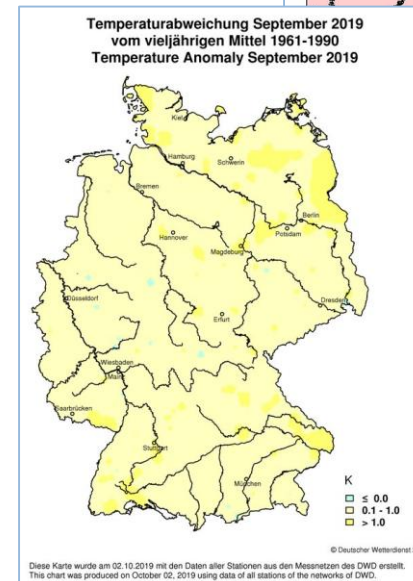 Temperaturabweichung September 2019
vom vieljährigen Mittel 1961-1990
Temperature Anomaly September 2019
Kiel
Hamburg
Schwerin
Bremen
Berlin
Hannover
Potsdam
Magdeburg
Düsseldorf
Erfurt
Dresden
Wiesbaden
Mainz
Saarbrücken
Stuttgart
München
K
≤ 0.0
0.1 - 1.0
> 1.0
© Deutscher Wetterdienst
Diese Karte wurde am 02.10.2019 mit den Daten aller Stationen aus den Messnetzen des DWD erstellt.
This chart was produced on October 02, 2019 using data of all stations of the networks of DWD.